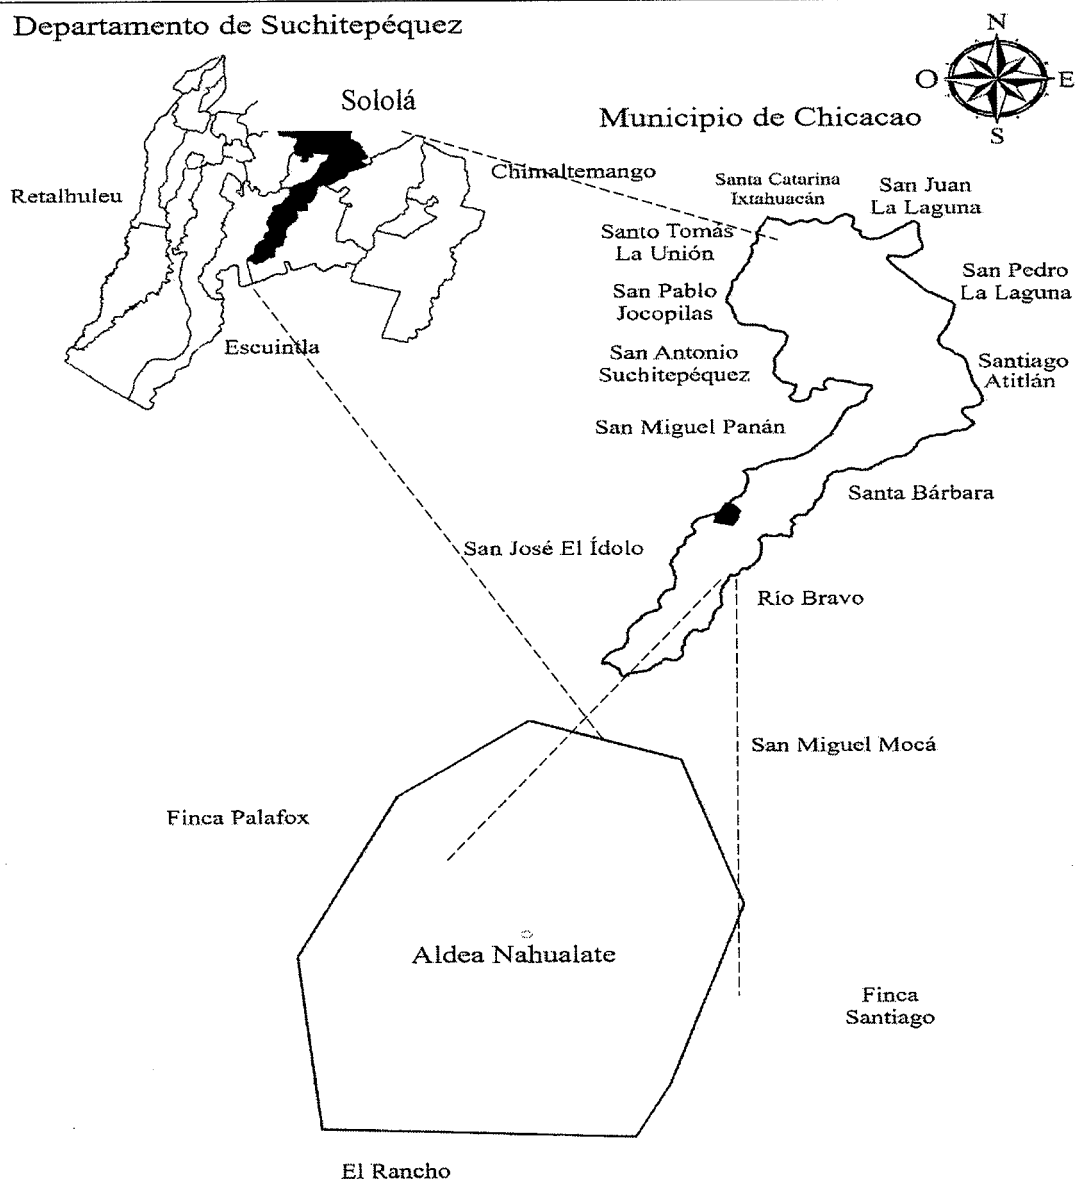 Departamento de Suchitepéquez
N
O
E
S
Sololá
Municipio de Chicacao
Retalhuleu
Chimaltemango
Escuintla
Santa Catarina
Ixtahuacán
San Juan
La Laguna
Santo Tomás
La Unión
San Pedro
La Laguna
San Pablo
Jocopilas
San Antonio
Suchitepéquez
Santiago
Atitlán
San Miguel Panán
Santa Bárbara
San José El Ídolo
Río Bravo
San Miguel Mocá
Finca Palafox
Aldea Nahualate
Finca
Santiago
El Rancho